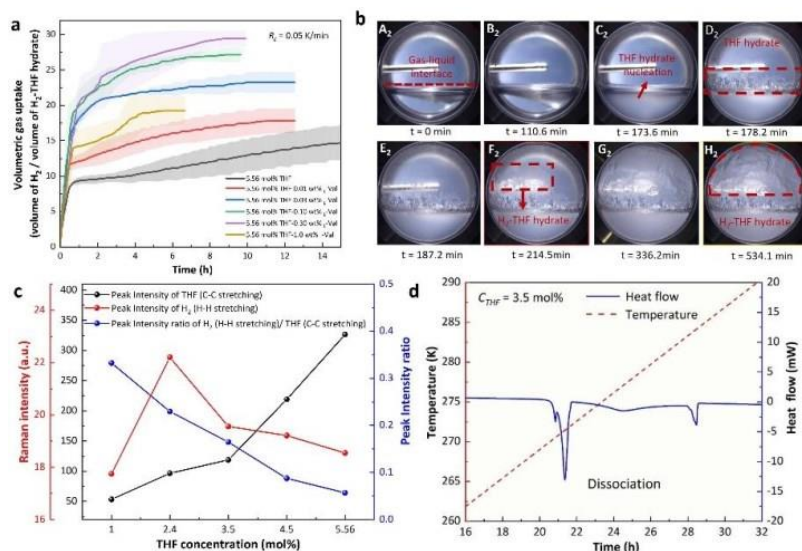 a
R_c = 0.05 K/min
Volumetric gas uptake
(volume of H₂ / volume of H₂-THF hydrate)
30
25
20
15
10
5
0
5.56 mol% THF
5.56 mol% THF-0.01 wt% -Val
5.56 mol% THF- wt% -Val
5.56 mol% THF-0.10 wt% -Val
5.56 mol% THF-0.30 wt% -Val
5.56 mol% THF-1.0 wt% -Val
0 2 4 6 8 10 12 14
Time (h)
b
A₂ B₂ C₂ D₂
Gas-liquid
interface
THF hydrate
nucleation
THF hydrate
t = 0 min t = 110.6 min t = 173.6 min t = 178.2 min
E₂ F₂ G₂ H₂
H₂-THF hydrate
H₂-THF hydrate
t = 187.2 min t = 214.5min t = 336.2 min t = 534.1 min
c
Peak Intensity of THF (C-C stretching)
Peak Intensity of H₂ (H-H stretching)
Peak Intensity ratio of H₂ (H-H stretching)/ THF (C-C stretching)
Raman intensity (a.u.)
24
22
20
18
16
400
350
300
250
200
150
100
50
0.5
0.4
0.3
0.2
0.1
0.0
Peak Intensity ratio
1 2.4 3.5 4.5 5.56
THF concentration (mol%)
d
C_THF = 3.5 mol%
Heat flow
Temperature
Temperature (K)
290
285
280
275
270
265
260
20
15
10
5
0
-5
-10
-15
-20
Heat flow (mW)
Dissociation
16 18 20 22 24 26 28 30 32
Time (h)